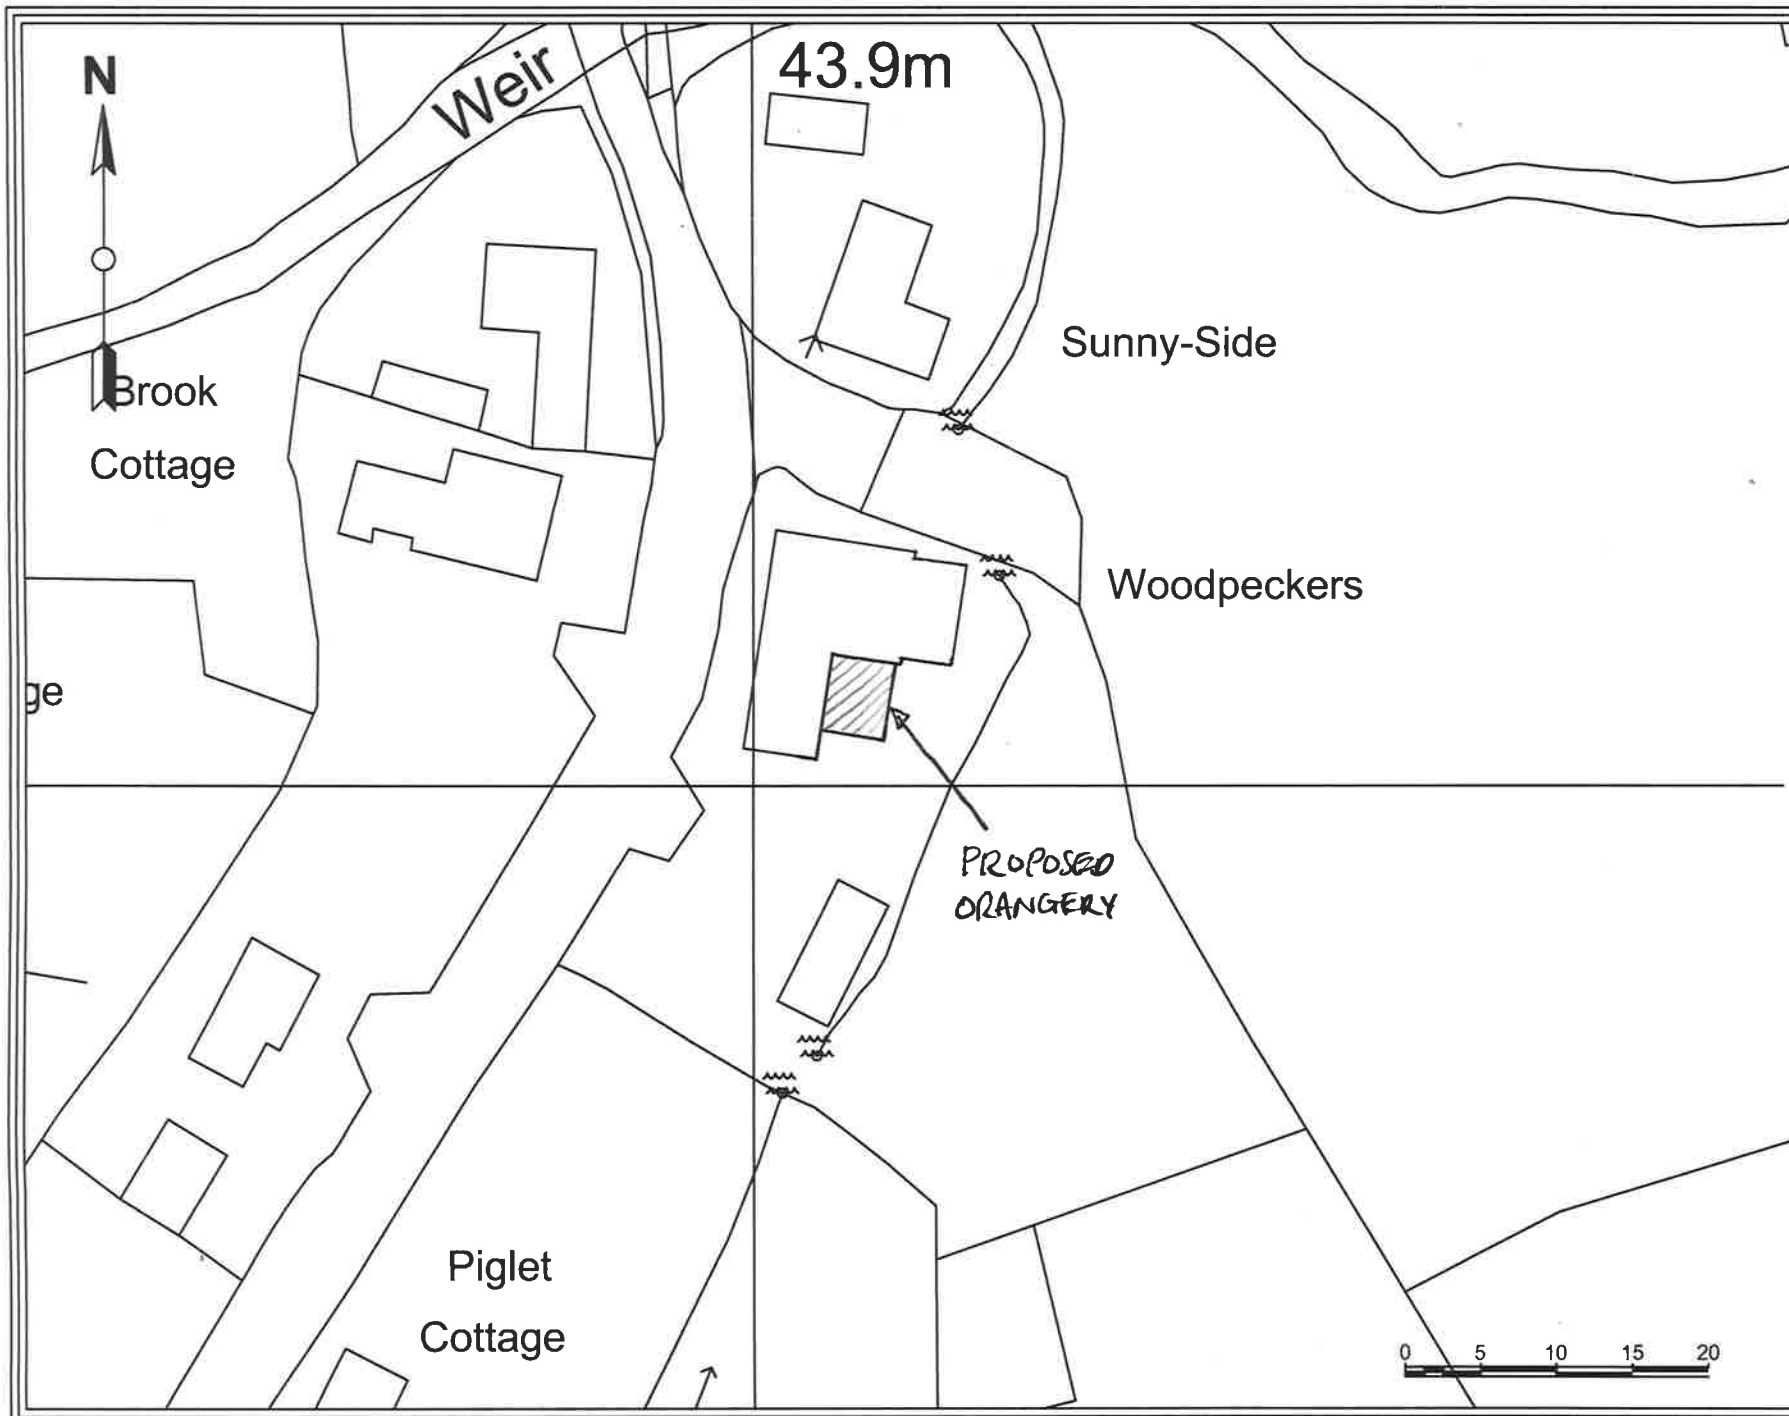 N
Weir
43.9m
Sunny-Side
Brook
Cottage
Woodpeckers
ge
PROPOSED
ORANGERY
Piglet
Cottage
0 5 10 15 20